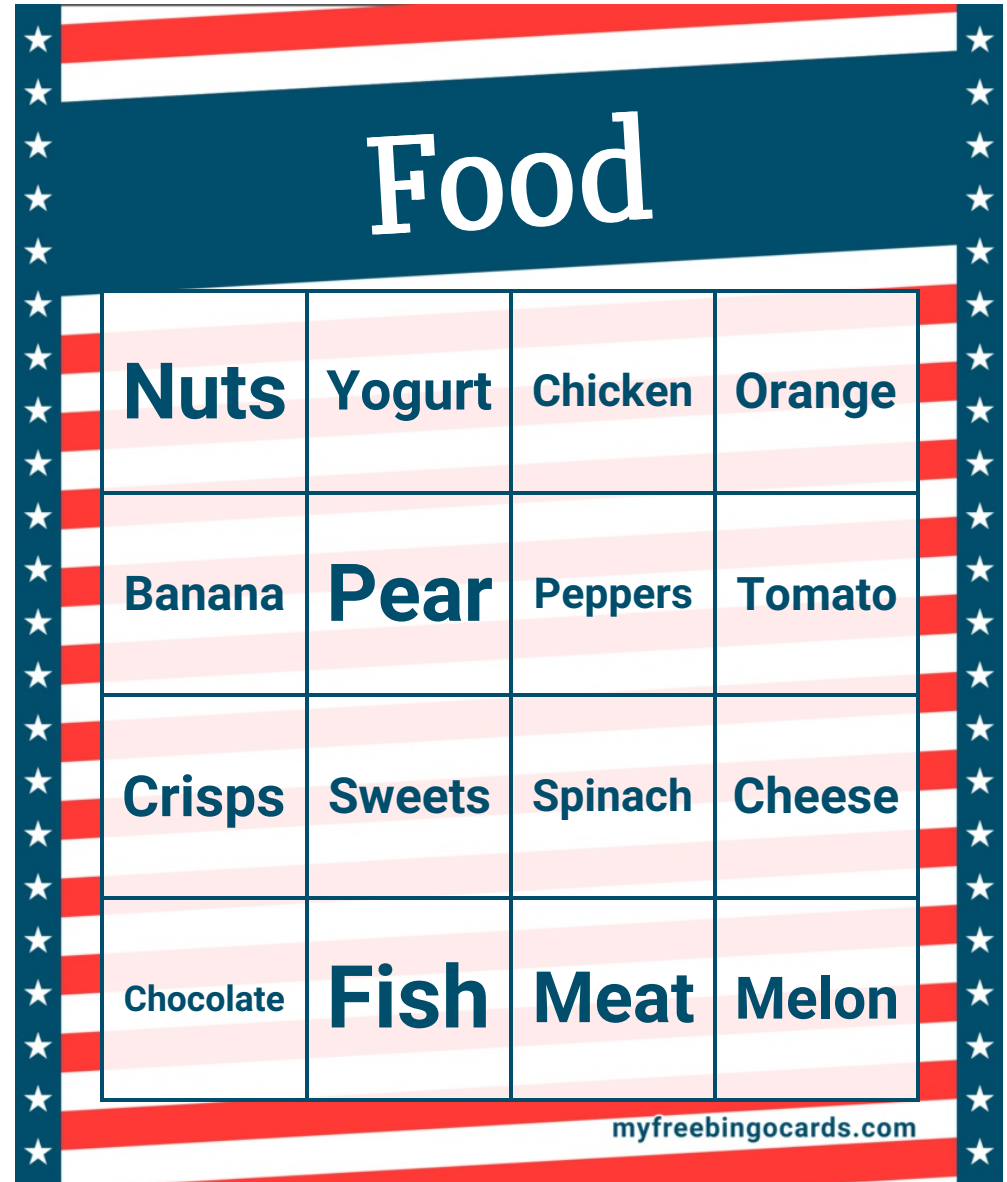 Food
Nuts Yogurt Chicken Orange
Banana Pear Peppers Tomato
Crisps Sweets Spinach Cheese
Chocolate Fish Meat Melon
myfreebingocards.com